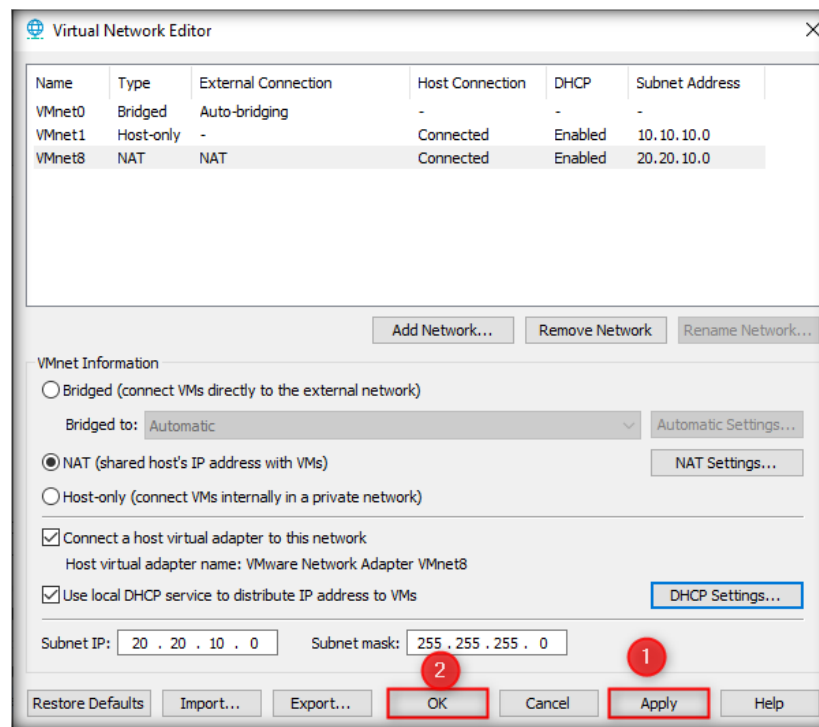 Virtual Network Editor
Name Type External Connection Host Connection DHCP Subnet Address
VMnet0 Bridged Auto-bridging - - -
VMnet1 Host-only - Connected Enabled 10.10.10.0
VMnet8 NAT NAT Connected Enabled 20.20.10.0
Add Network... Remove Network Rename Network...
VMnet Information
Bridged (connect VMs directly to the external network)
Bridged to: Automatic Automatic Settings...
NAT (shared host's IP address with VMs) NAT Settings...
Host-only (connect VMs internally in a private network)
Connect a host virtual adapter to this network
Host virtual adapter name: VMware Network Adapter VMnet8
Use local DHCP service to distribute IP address to VMs DHCP Settings...
Subnet IP: 20 . 20 . 10 . 0 Subnet mask: 255 . 255 . 255 . 0
2 1
Restore Defaults Import... Export... OK Cancel Apply Help